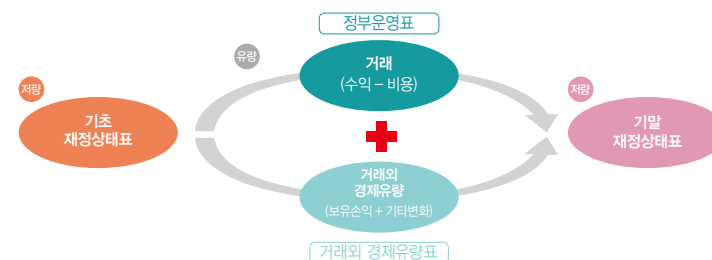 정부운영표
유량
거래
(수익 – 비용)
저량
기초
재정상태표
저량
기말
재정상태표
거래외
경제유량
(보유손익 + 기타변화)
거래외 경제유량표